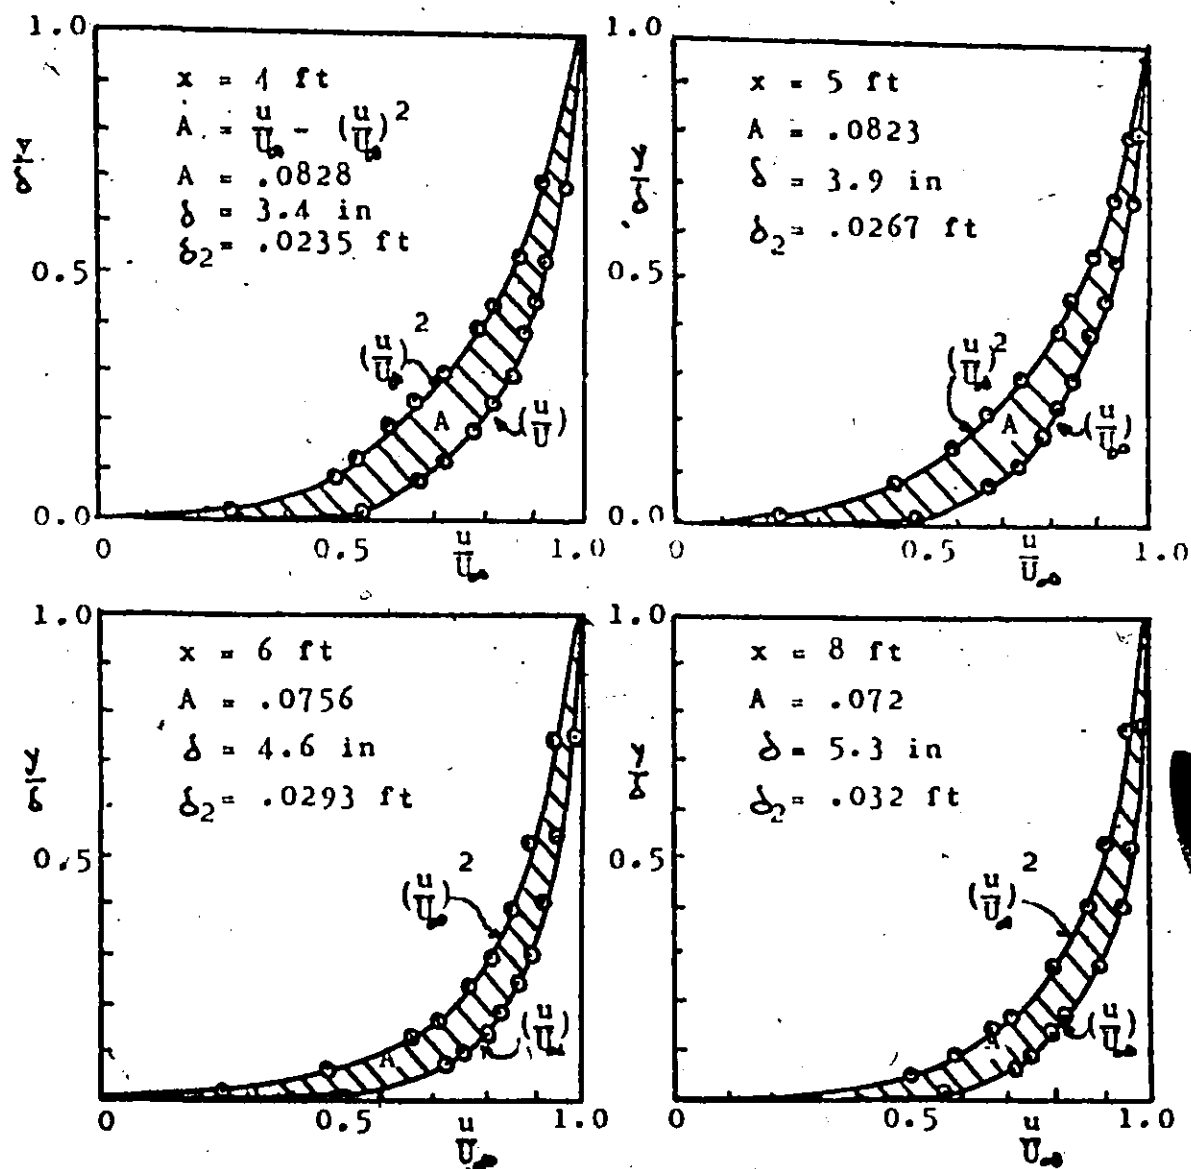 1.0
x = 4 ft
A = u/U∞ - (u/U∞)²
A = .0828
δ = 3.4 in
δ₂ = .0235 ft
y/δ
0.5
(u/U∞)²
A
(u/U)
0.0
0 0.5 1.0
u/U∞
1.0
x = 5 ft
A = .0823
δ = 3.9 in
δ₂ = .0267 ft
y/δ
0.5
(u/U∞)²
A
(u/U∞)
0.0
0 0.5 1.0
u/U∞
1.0
x = 6 ft
A = .0756
δ = 4.6 in
δ₂ = .0293 ft
y/δ
0.5
(u/U∞)²
A
(u/U∞)
0 0.5 1.0
u/U∞
1.0
x = 8 ft
A = .072
δ = 5.3 in
δ₂ = .032 ft
y/δ
0.5
(u/U∞)²
A
(u/U∞)
0 0.5 1.0
u/U∞